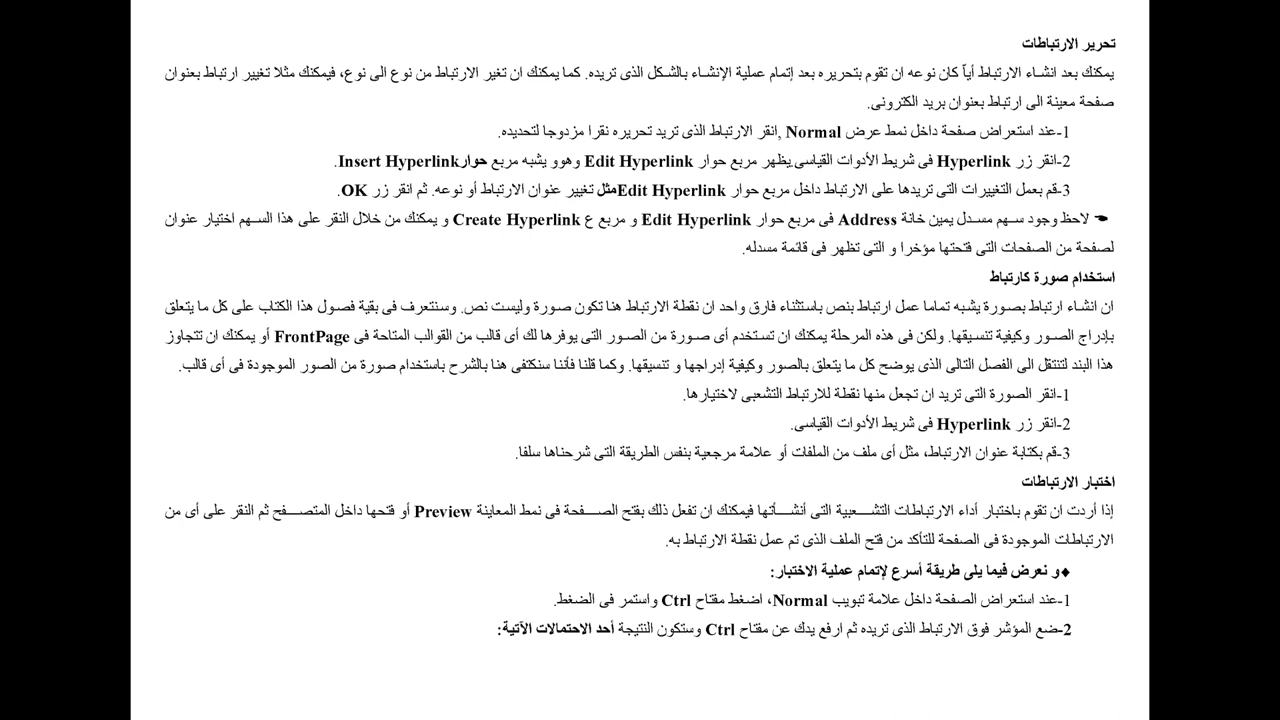 تحرير الارتباطات
يمكنك بعد انشاء الارتباط أياً كان نوعه ان تقوم بتحريره بعد إتمام عملية الإنشاء بالشكل الذى تريده. كما يمكنك ان تغير الارتباط من نوع الى نوع، فيمكنك مثلا تغيير ارتباط بعنوان
صفحة معينة الى ارتباط بعنوان بريد الكترونى.
1-عند استعراض صفحة داخل نمط عرض Normal ,انقر الارتباط الذى تريد تحريره نقرا مزدوجا لتحديده.
2-انقر زر Hyperlink فى شريط الأدوات القياسى.يظهر مربع حوار Edit Hyperlink وهوو يشبه مربع حوارInsert Hyperlink.
3-قم بعمل التغييرات التى تريدها على الارتباط داخل مربع حوار Edit Hyperlinkمثل تغيير عنوان الارتباط أو نوعه. ثم انقر زر OK.
☚ لاحظ وجود سهم مسدل يمين خانة Address فى مربع حوار Edit Hyperlink و مربع ع Create Hyperlink و يمكنك من خلال النقر على هذا السهم اختيار عنوان
لصفحة من الصفحات التى فتحتها مؤخرا و التى تظهر فى قائمة مسدله.
استخدام صورة كارتباط
ان انشاء ارتباط بصورة يشبه تماما عمل ارتباط بنص باستثناء فارق واحد ان نقطة الارتباط هنا تكون صورة وليست نص. وسنتعرف فى بقية فصول هذا الكتاب على كل ما يتعلق
بإدراج الصور وكيفية تنسيقها. ولكن فى هذه المرحلة يمكنك ان تستخدم أى صورة من الصور التى يوفرها لك أى قالب من القوالب المتاحة فى FrontPage أو يمكنك ان تتجاوز
هذا البند لتنتقل الى الفصل التالى الذى يوضح كل ما يتعلق بالصور وكيفية إدراجها و تنسيقها. وكما قلنا فأننا سنكتفى هنا بالشرح باستخدام صورة من الصور الموجودة فى أى قالب.
1-انقر الصورة التى تريد ان تجعل منها نقطة للارتباط التشعبى لاختيارها.
2-انقر زر Hyperlink فى شريط الأدوات القياسى.
3-قم بكتابة عنوان الارتباط، مثل أى ملف من الملفات أو علامة مرجعية بنفس الطريقة التى شرحناها سلفا.
اختبار الارتباطات
إذا أردت ان تقوم باختبار أداء الارتباطات التشعبية التى أنشأتها فيمكنك ان تفعل ذلك بفتح الصفحة فى نمط المعاينة Preview أو فتحها داخل المتصفح ثم النقر على أى من
الارتباطات الموجودة فى الصفحة للتأكد من فتح الملف الذى تم عمل نقطة الارتباط به.
♦و نعرض فيما يلى طريقة أسرع لإتمام عملية الاختبار:
1-عند استعراض الصفحة داخل علامة تبويب Normal، اضغط مفتاح Ctrl واستمر فى الضغط.
2-ضع المؤشر فوق الارتباط الذى تريده ثم ارفع يدك عن مفتاح Ctrl وستكون النتيجة أحد الاحتمالات الآتية: